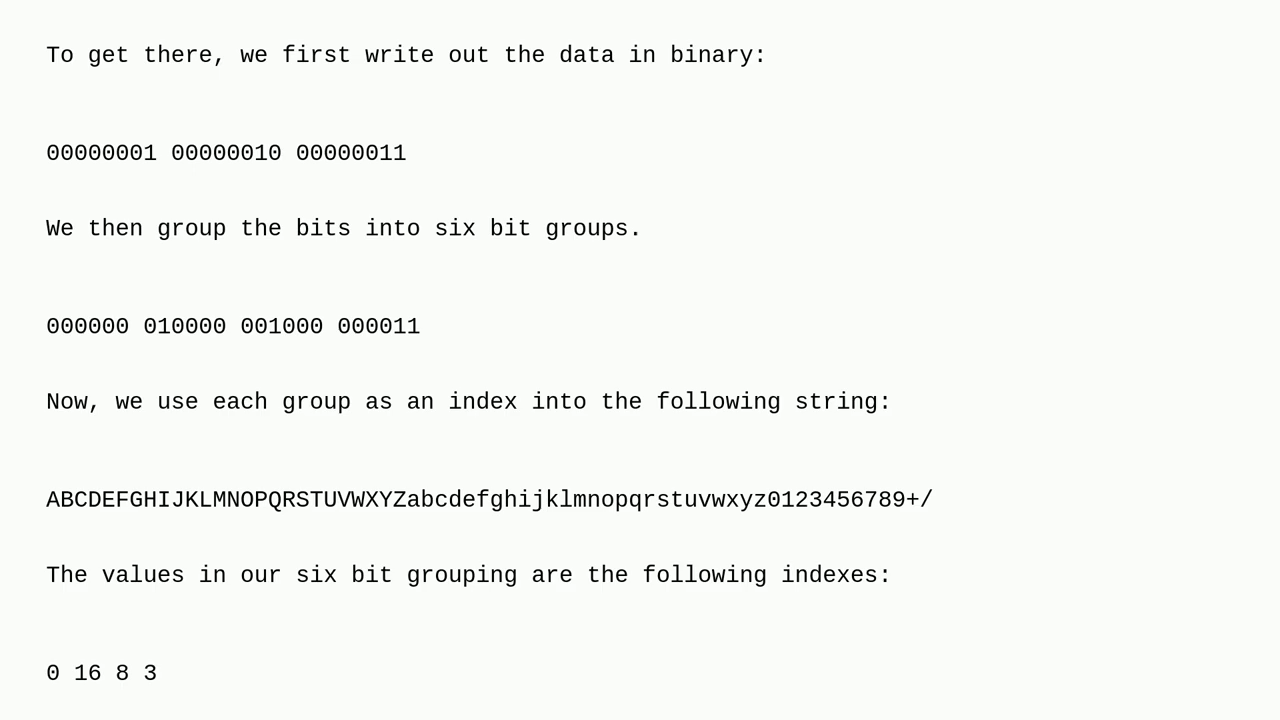 To get there, we first write out the data in binary:
00000001 00000010 00000011
We then group the bits into six bit groups.
000000 010000 001000 000011
Now, we use each group as an index into the following string:
ABCDEFGHIJKLMNOPQRSTUVWXYZabcdefghijklmnopqrstuvwxyz0123456789+/
The values in our six bit grouping are the following indexes:
0 16 8 3